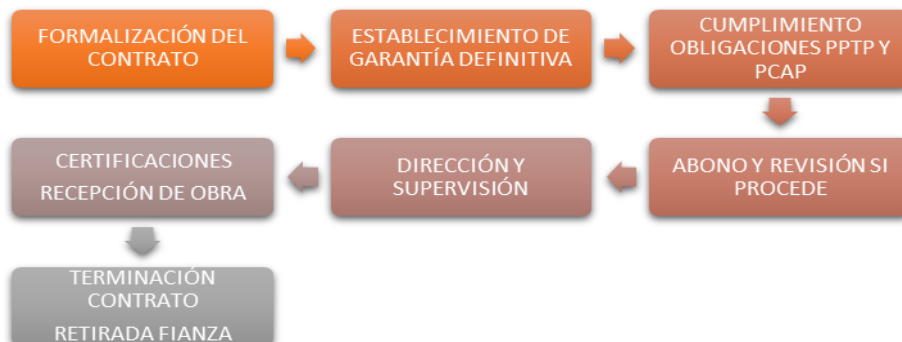 FORMALIZACIÓN DEL
CONTRATO
ESTABLECIMIENTO DE
GARANTÍA DEFINITIVA
CUMPLIMIENTO
OBLIGACIONES PPTP Y
PCAP
ABONO Y REVISIÓN SI
PROCEDE
DIRECCIÓN Y
SUPERVISIÓN
CERTIFICACIONES
RECEPCIÓN DE OBRA
TERMINACIÓN
CONTRATO
RETIRADA FIANZA